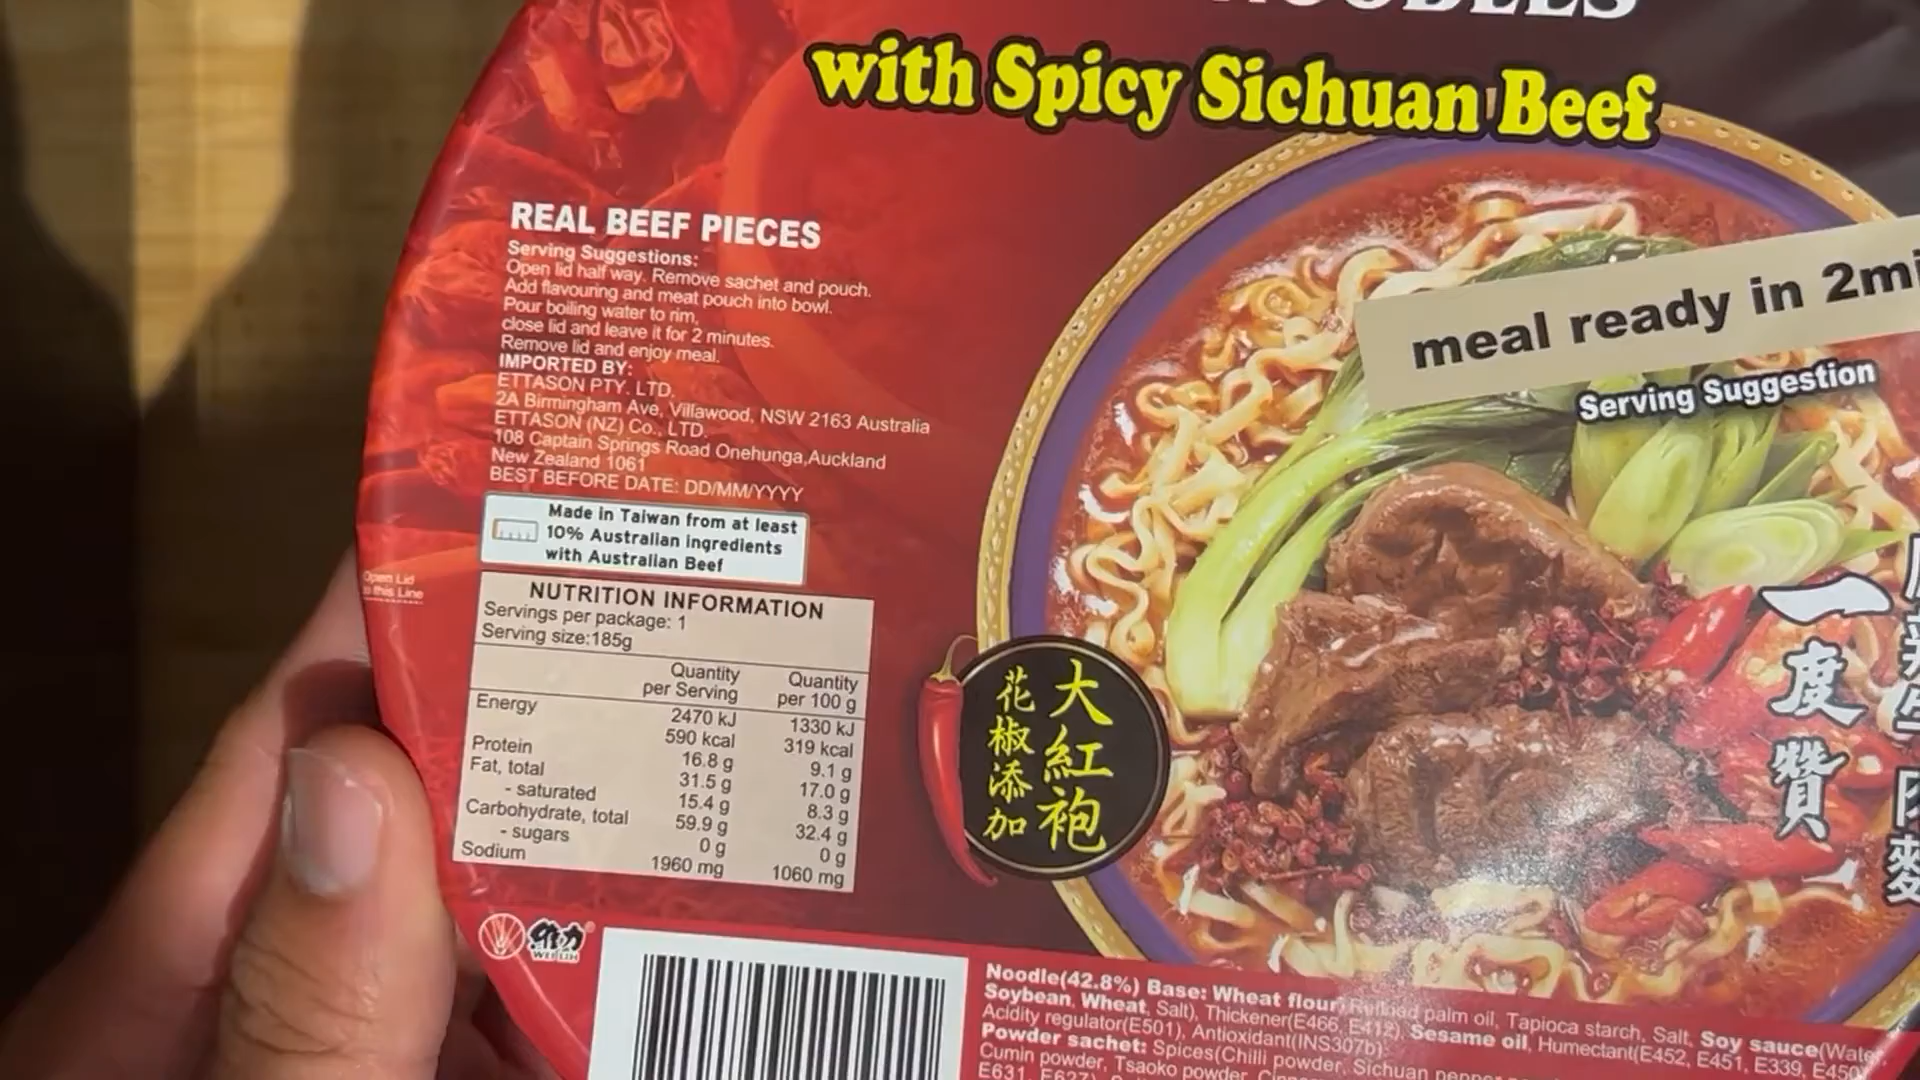 with Spicy Sichuan Beef
REAL BEEF PIECES
Serving Suggestions:
Open lid half way. Remove sachet and pouch.
Add flavouring and meat pouch into bowl.
Pour boiling water to rim,
close lid and leave it for 2 minutes.
Remove lid and enjoy meal.
IMPORTED BY:
ETTASON PTY. LTD.
2A Birmingham Ave, Villawood, NSW 2163 Australia
ETTASON (NZ) Co., LTD.
108 Captain Springs Road Onehunga,Auckland
New Zealand 1061
BEST BEFORE DATE: DD/MM/YYYY
Made in Taiwan from at least
10% Australian ingredients
with Australian Beef
Open Lid
this Line
NUTRITION INFORMATION
Servings per package: 1
Serving size:185g
Quantity per Serving Quantity per 100 g
Energy 2470 kJ 1330 kJ
590 kcal 319 kcal
Protein 16.8 g 9.1 g
Fat, total 31.5 g 17.0 g
- saturated 15.4 g 8.3 g
Carbohydrate, total 59.9 g 32.4 g
- sugars 0 g 0 g
Sodium 1960 mg 1060 mg
meal ready in
Serving Suggestion
大紅袍
花椒添加
一度贊
維力
WEI LIH
Noodle(42.8%) Base: Wheat flour, Refined palm oil, Tapioca starch, Salt, Soy sauce(Water,
Soybean, Wheat, Salt), Thickener(E466, E412), Sesame oil, Humectant(E452, E451, E339, E450)
Acidity regulator(E501), Antioxidant(INS307b).
Powder sachet: Spices(Chilli powder, Sichuan pepper
Cumin powder, Tsaoko powder,
E631, E627),